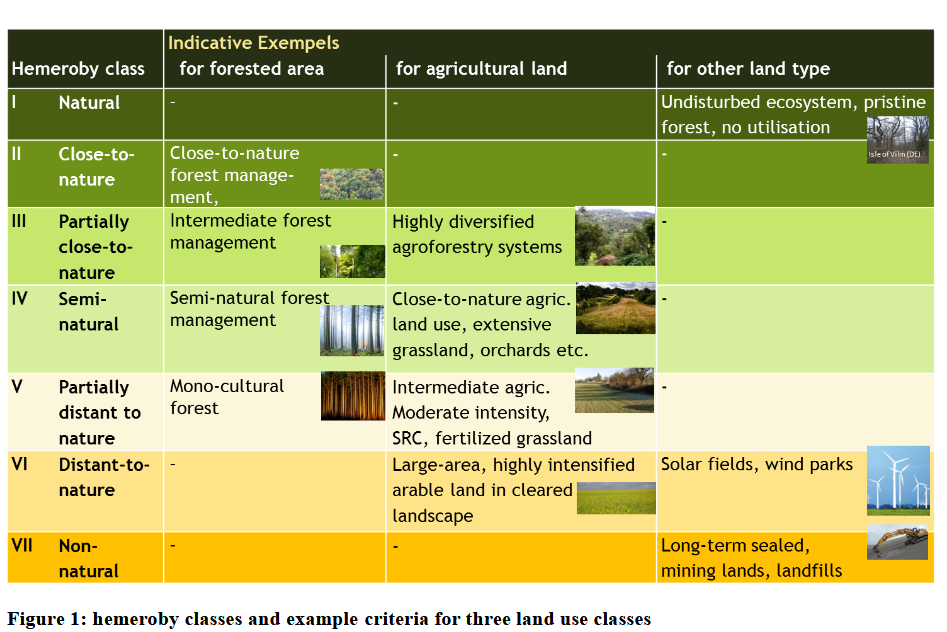 Indicative Exempels
Hemeroby class for forested area for agricultural land for other land type
I Natural - - Undisturbed ecosystem, pristine
forest, no utilisation
Isle of Vilm (DE)
II Close-to-
nature
Close-to-nature
forest manage-
ment,
-
-
III Partially
close-to-
nature
Intermediate forest
management
Highly diversified
agroforestry systems
-
IV Semi-
natural
Semi-natural forest
management
Close-to-nature agric.
land use, extensive
grassland, orchards etc.
-
V Partially
distant to
nature
Mono-cultural
forest
Intermediate agric.
Moderate intensity,
SRC, fertilized grassland
-
VI Distant-to-
nature
-
Large-area, highly intensified
arable land in cleared
landscape
Solar fields, wind parks
VII Non-
natural
-
-
Long-term sealed,
mining lands, landfills
Figure 1: hemeroby classes and example criteria for three land use classes